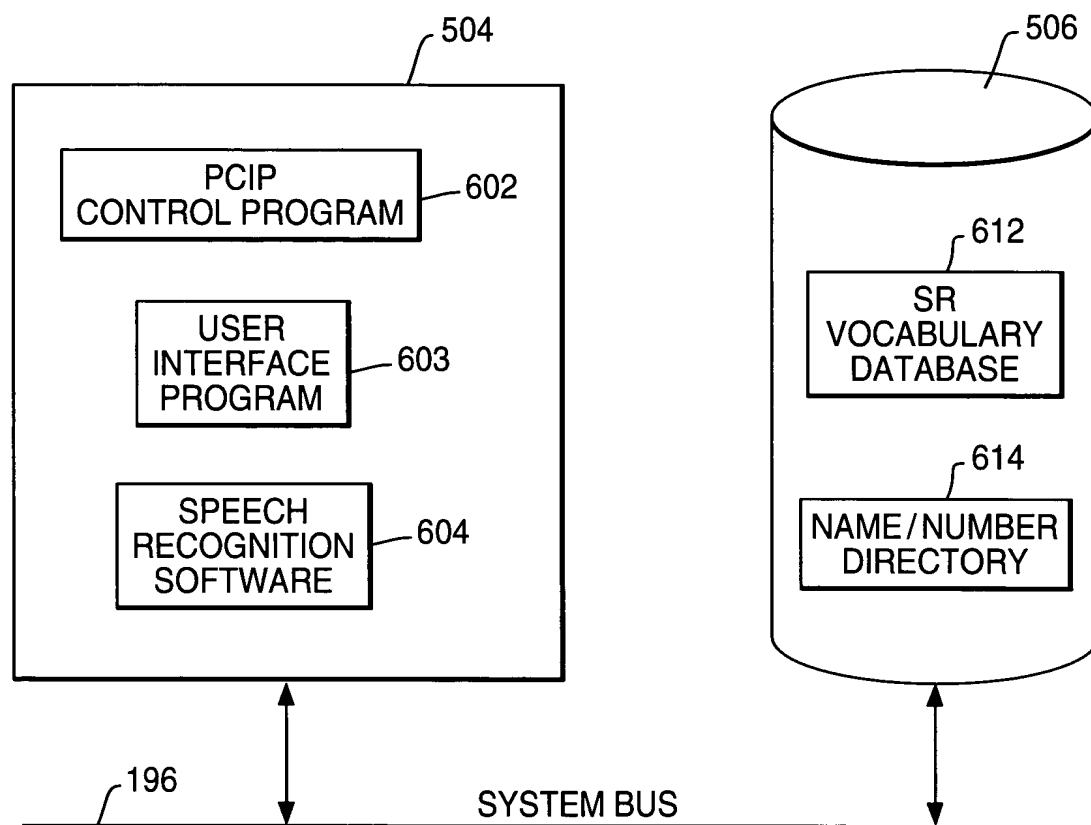 504
506
PCIP
CONTROL PROGRAM
602
USER
INTERFACE
PROGRAM
603
SPEECH
RECOGNITION
SOFTWARE
604
612
SR
VOCABULARY
DATABASE
614
NAME/NUMBER
DIRECTORY
196
SYSTEM BUS